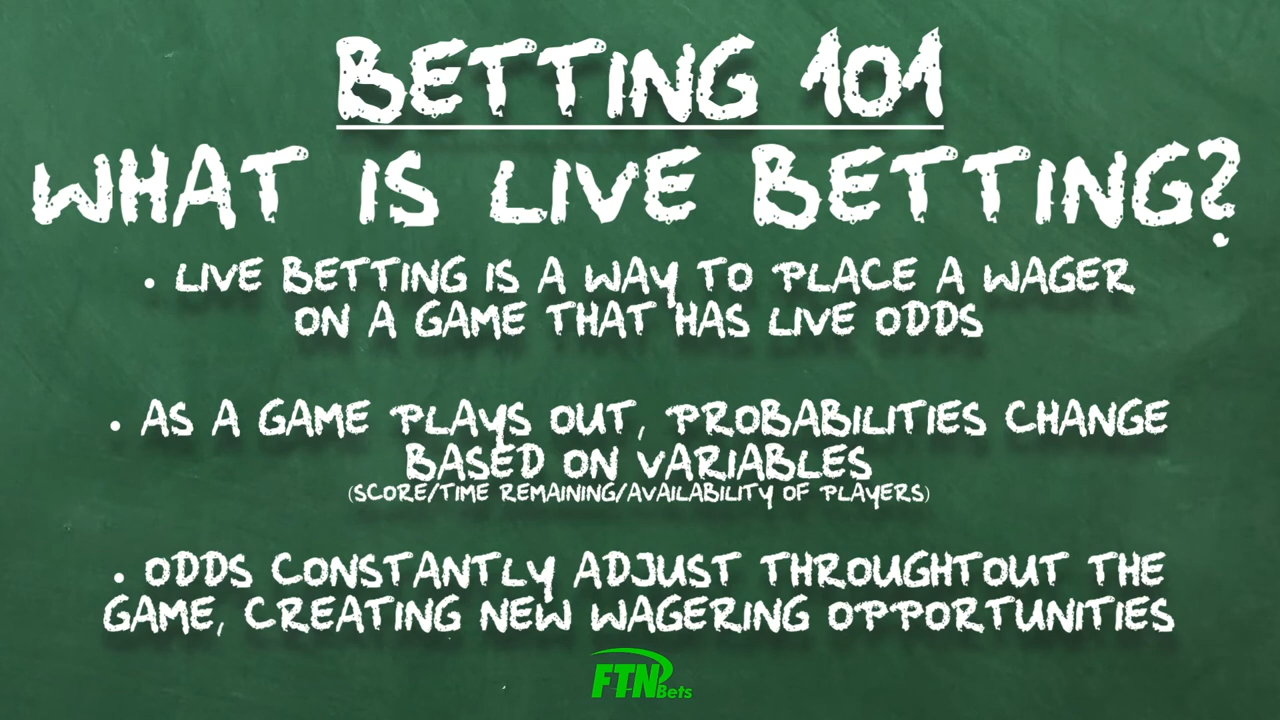 BETTING 101
WHAT IS LIVE BETTING?
• LIVE BETTING IS A WAY TO PLACE A WAGER
ON A GAME THAT HAS LIVE ODDS
• AS A GAME PLAYS OUT, PROBABILITIES CHANGE
BASED ON VARIABLES
(SCORE/TIME REMAINING/AVAILABILITY OF PLAYERS)
• ODDS CONSTANTLY ADJUST THROUGHTOUT THE
GAME, CREATING NEW WAGERING OPPORTUNITIES
FTN Bets